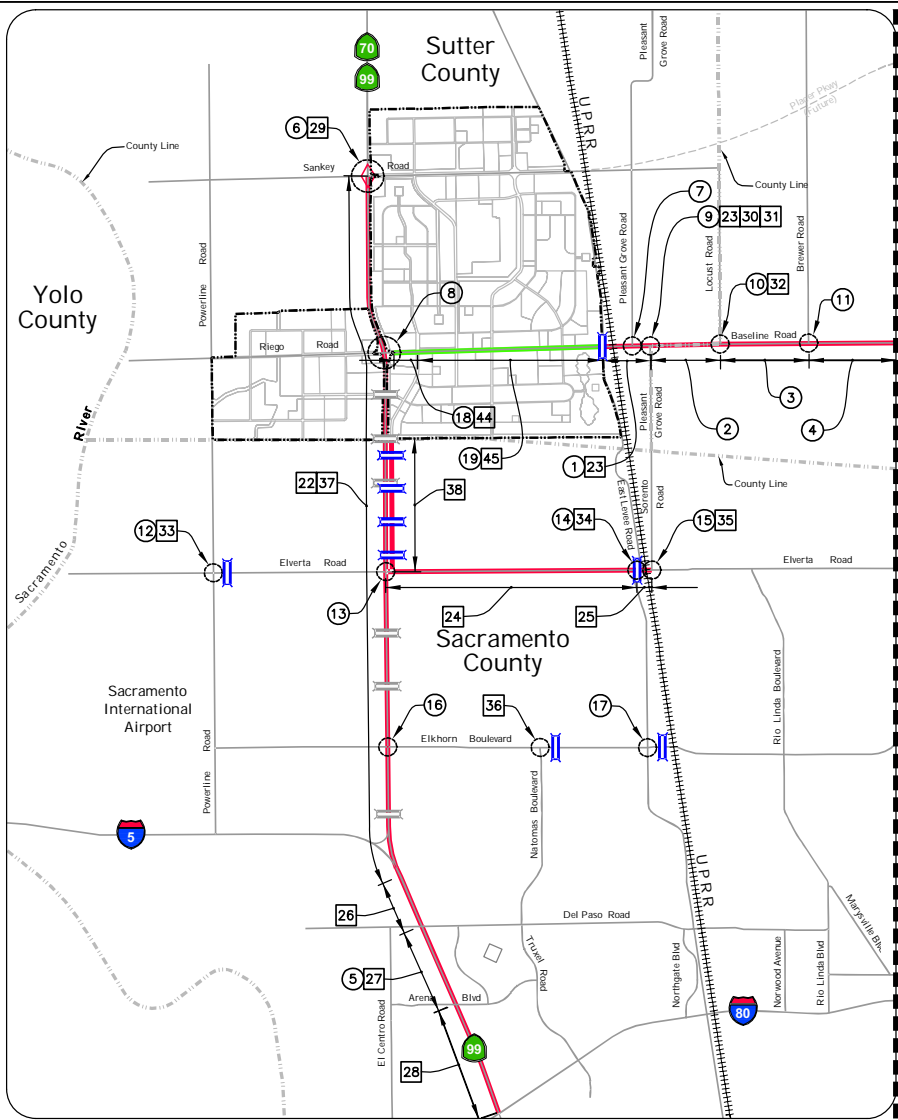 70
99
Sutter
County
Pleasant
Grove Road
Placer Pkwy
(Future)
UPRR
County Line
6 29
Sankey Road
County Line
7
9 23 30 31
Powerline Road
Pleasant Grove Road
Locust Road
Brewer Road
Yolo
County
8
10 32
11
Riego Road
Baseline Road
River
Sacramento
18 44
19 45
1 23
2
3
4
Pleasant
Grove Road
County Line
22 37
38
East Levee Road
Sorento
Road
12 33
14 34
15 35
Elverta Road
Elverta Road
13
24
25
Sacramento
County
Sacramento
International
Airport
Powerline Road
16
36
17
Elkhorn Boulevard
Rio Linda Boulevard
Natomas Boulevard
5
UPRR
26
Del Paso Road
Marysville Blvd
5 27
Truxel Road
Northgate Blvd
Norwood Avenue
Rio Linda Blvd
Arena Blvd
El Centro Road
80
99
28